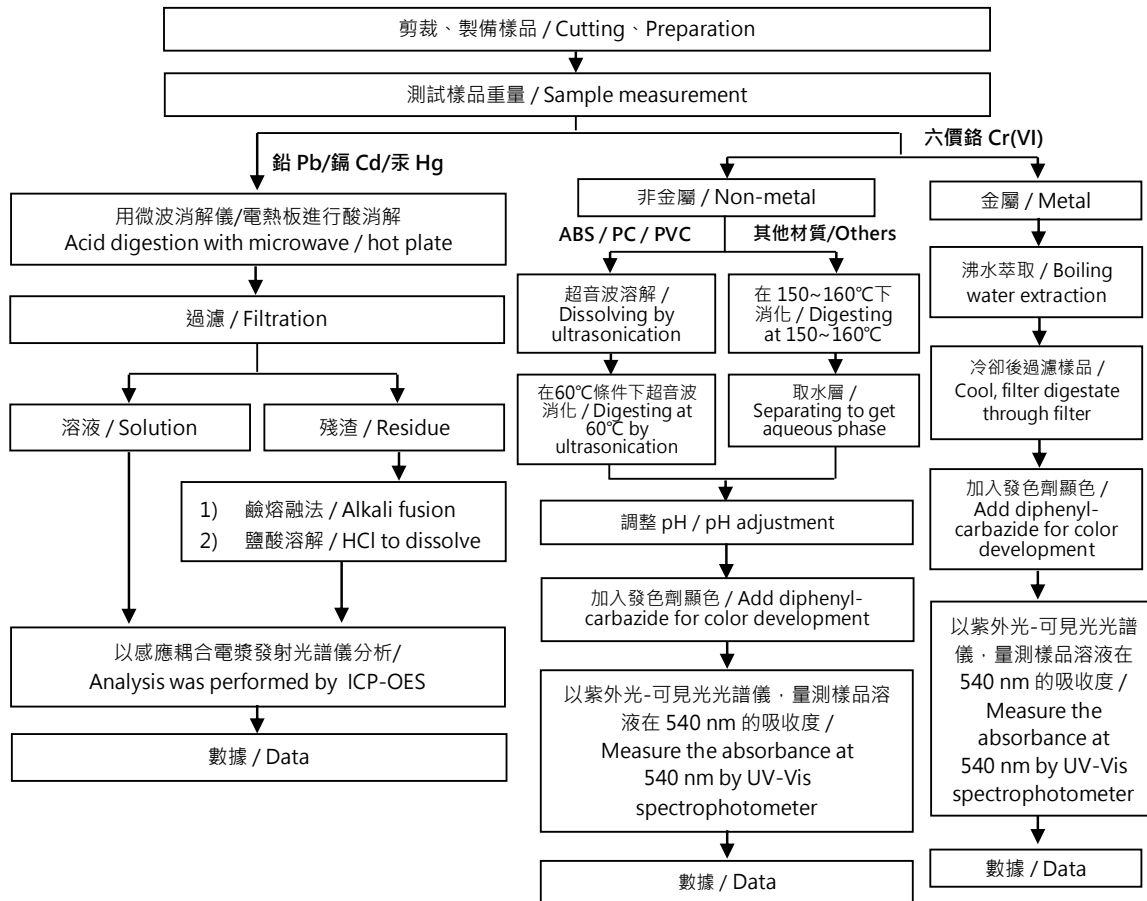 剪裁、製備樣品 / Cutting、Preparation
測試樣品重量 / Sample measurement
鉛 Pb/鎘 Cd/汞 Hg
六價鉻 Cr(VI)
用微波消解儀/電熱板進行酸消解
Acid digestion with microwave / hot plate
過濾 / Filtration
溶液 / Solution
殘渣 / Residue
1) 鹼熔融法 / Alkali fusion
2) 鹽酸溶解 / HCl to dissolve
以感應耦合電漿發射光譜儀分析/
Analysis was performed by ICP-OES
數據 / Data
非金屬 / Non-metal
ABS / PC / PVC
其他材質/Others
超音波溶解 /
Dissolving by
ultrasonication
在60℃條件下超音波
消化 / Digesting at
60℃ by
ultrasonication
在 150~160℃下
消化 / Digesting
at 150~160℃
取水層 /
Separating to get
aqueous phase
調整 pH / pH adjustment
加入發色劑顯色 / Add diphenyl-
carbazide for color development
以紫外光-可見光光譜儀，量測樣品溶
液在 540 nm 的吸收度 /
Measure the absorbance at
540 nm by UV-Vis
spectrophotometer
數據 / Data
金屬 / Metal
沸水萃取 / Boiling
water extraction
冷卻後過濾樣品 /
Cool, filter digestate
through filter
加入發色劑顯色 /
Add diphenyl-
carbazide for color
development
以紫外光-可見光光譜
儀，量測樣品溶液在
540 nm 的吸收度 /
Measure the
absorbance at
540 nm by UV-Vis
spectrophotometer
數據 / Data